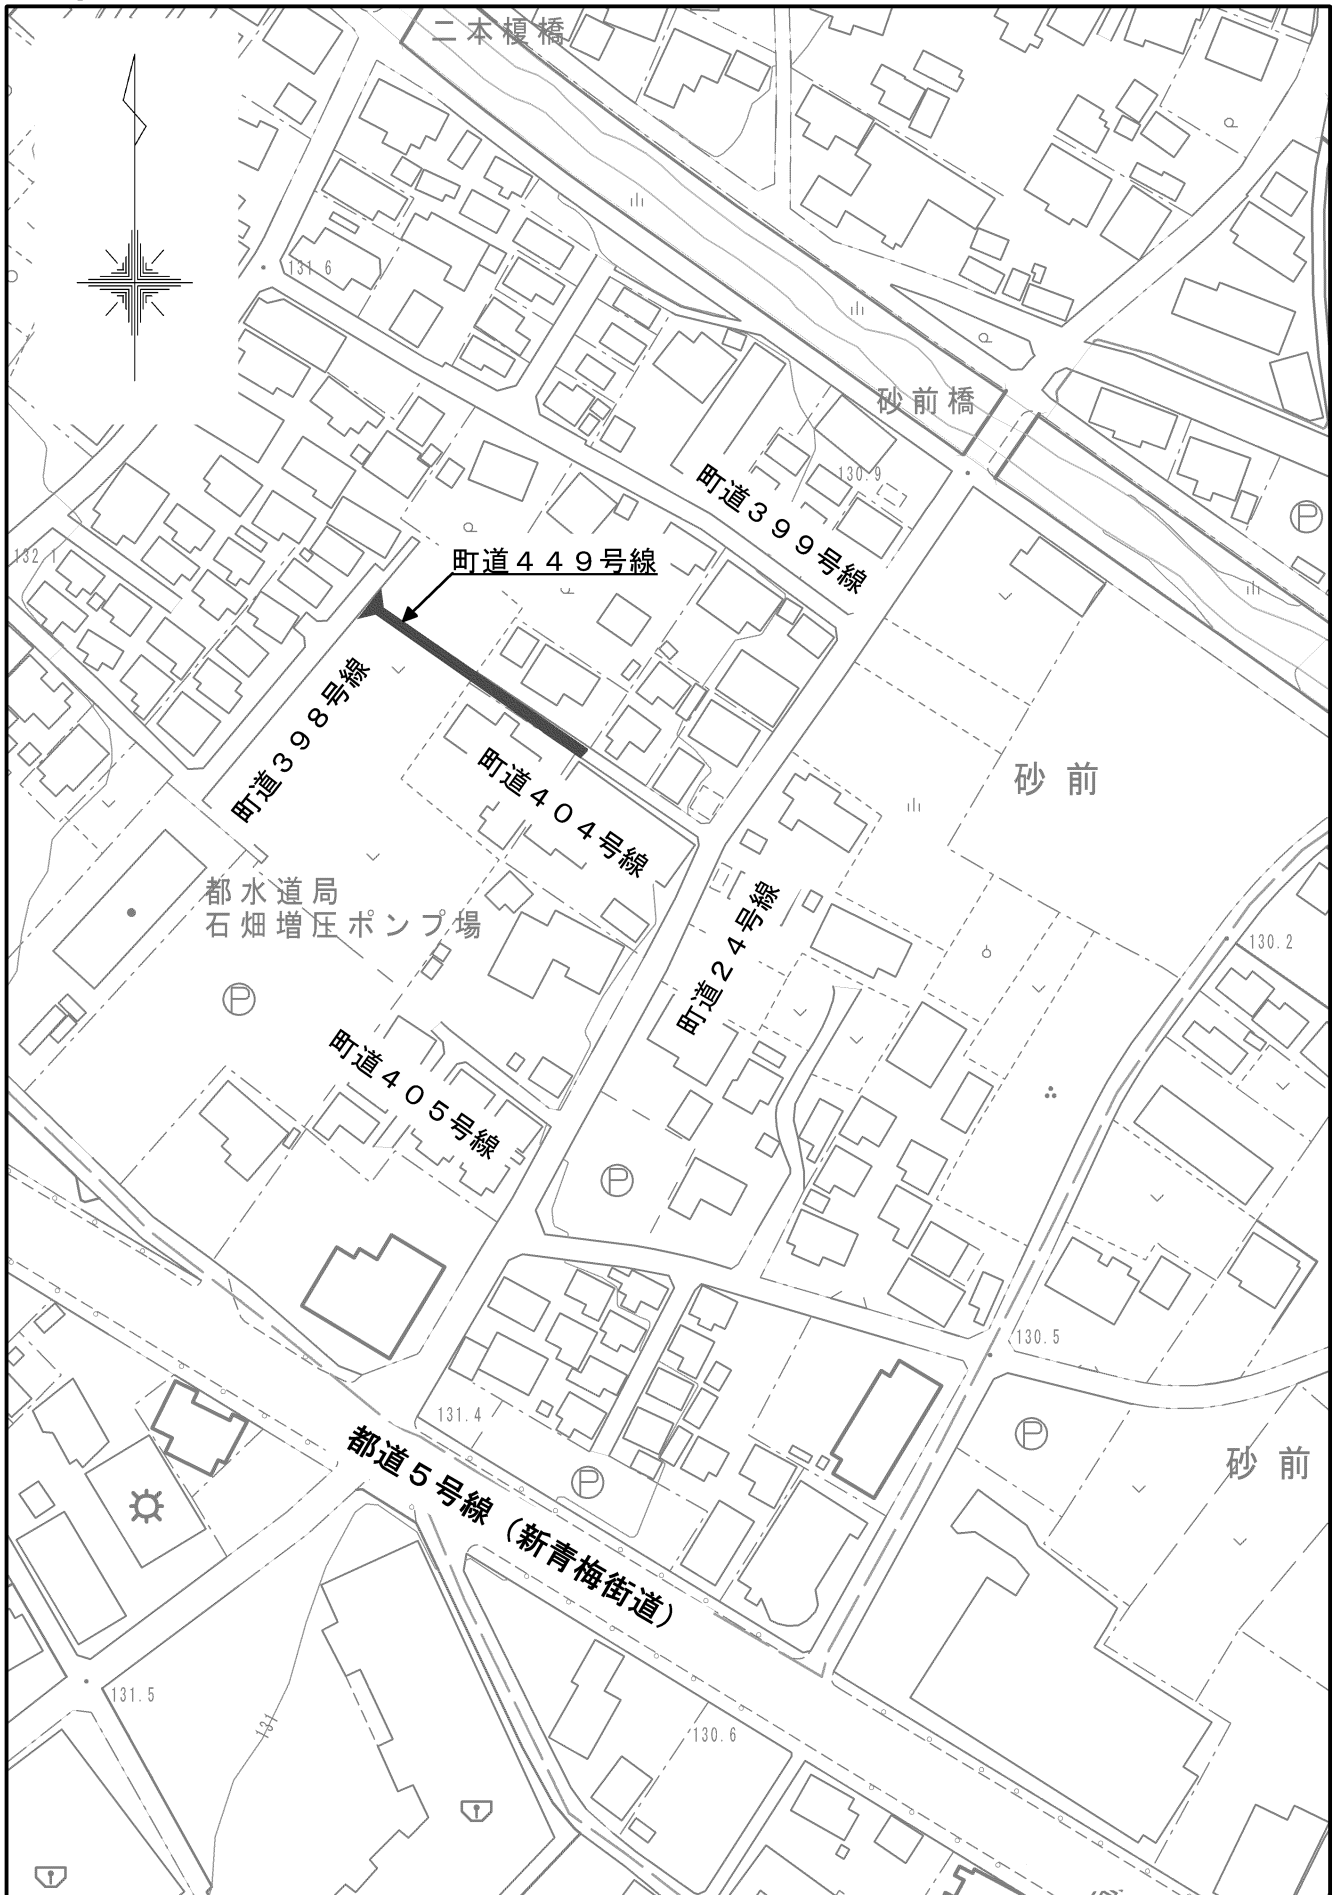 二本榎橋
131.6
砂前橋
130.9
町道399号線
132.1
町道449号線
町道398号線
砂前
町道404号線
都水道局
石畑増圧ポンプ場
町道24号線
130.2
P
P
町道405号線
P
130.5
131.4
P
砂前
P
都道5号線（新青梅街道）
131.5
131
130.6